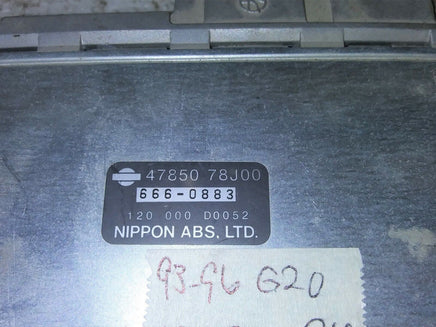 47850 78J00
666-0883
120 000 D0052
NIPPON ABS, LTD.
93-96 G20